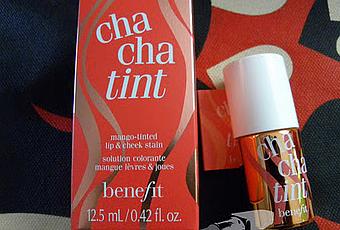 cha
cha
tint
mango-tinted
lip & cheek stain
solution colorante
mangue lèvres & joues
benefit
12.5 mL / 0.42 fl. oz.
cha
cha
tint
benefit